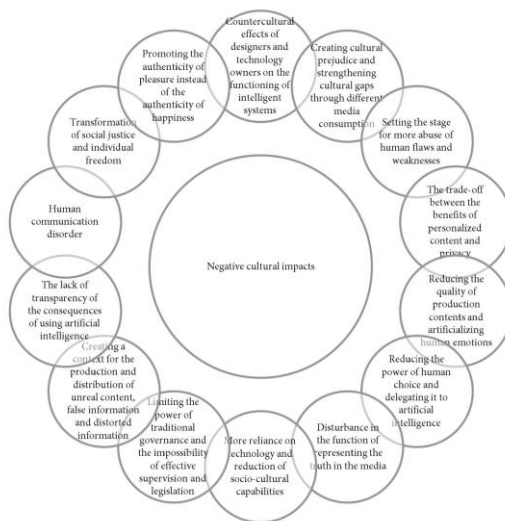 Countercultural
effects of
designers and
technology
owners on the
functioning of
intelligent
systems
Creating cultural
prejudice and
strengthening
cultural gaps
through different
media
consumption
Setting the stage
for more abuse of
human flaws and
weaknesses
The trade-off
between the
benefits of
personalized
content and
privacy
Reducing the
quality of
production
contents and
artificializing
human emotions
Reducing the
power of human
choice and
delegating it to
artificial
intelligence
Disturbance in
the function of
representing the
truth in the media
More reliance on
technology and
reduction of
socio-cultural
capabilities
Limiting the
power of
traditional
governance and
the impossibility
of effective
supervision and
legislation
Creating a
context for the
production and
distribution of
unreal content,
false information
and distorted
information
The lack of
transparency of
the consequences
of using artificial
intelligence
Human
communication
disorder
Transformation
of social justice
and individual
freedom
Promoting the
authenticity of
pleasure instead
of the
authenticity of
happiness
Negative cultural impacts